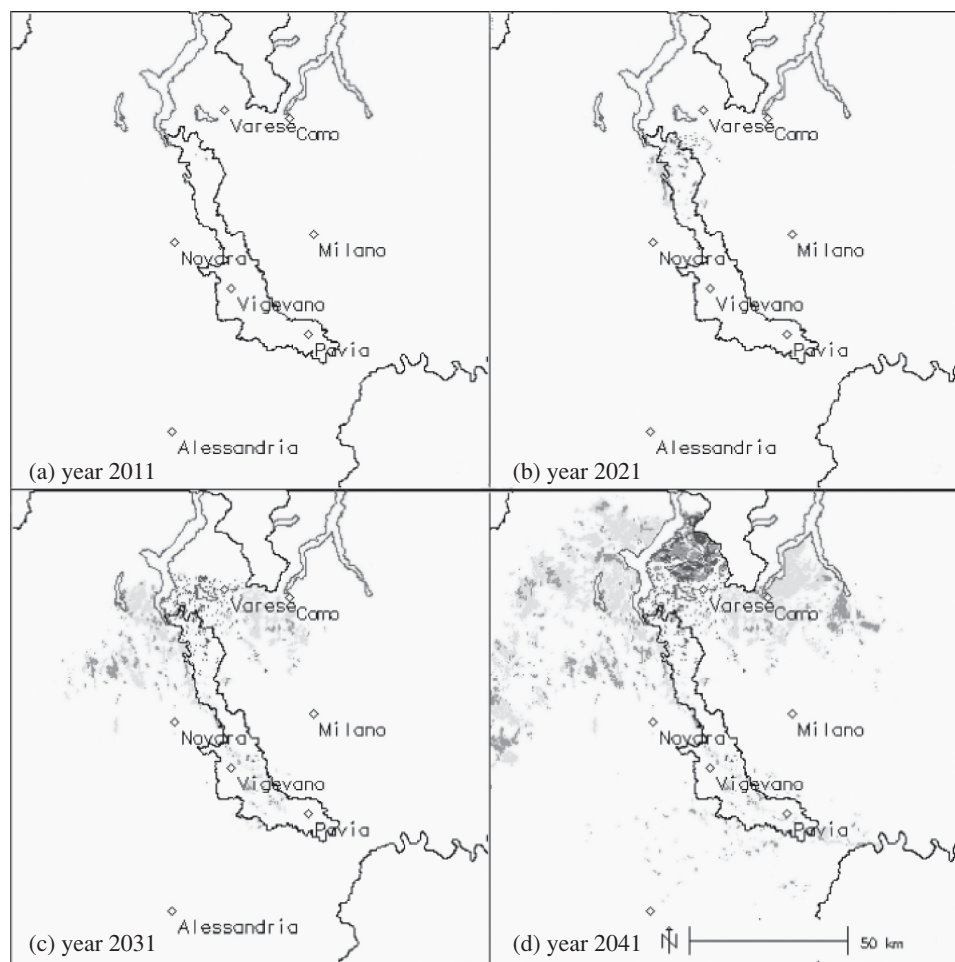 Varese
Como
Novara
Milano
Vigevano
Pavia
Alessandria
(a) year 2011
Varese
Como
Novara
Milano
Vigevano
Pavia
Alessandria
(b) year 2021
Varese
Como
Novara
Milano
Vigevano
Pavia
Alessandria
(c) year 2031
Varese
Como
Novara
Milano
Vigevano
Pavia
(d) year 2041
N
50 km